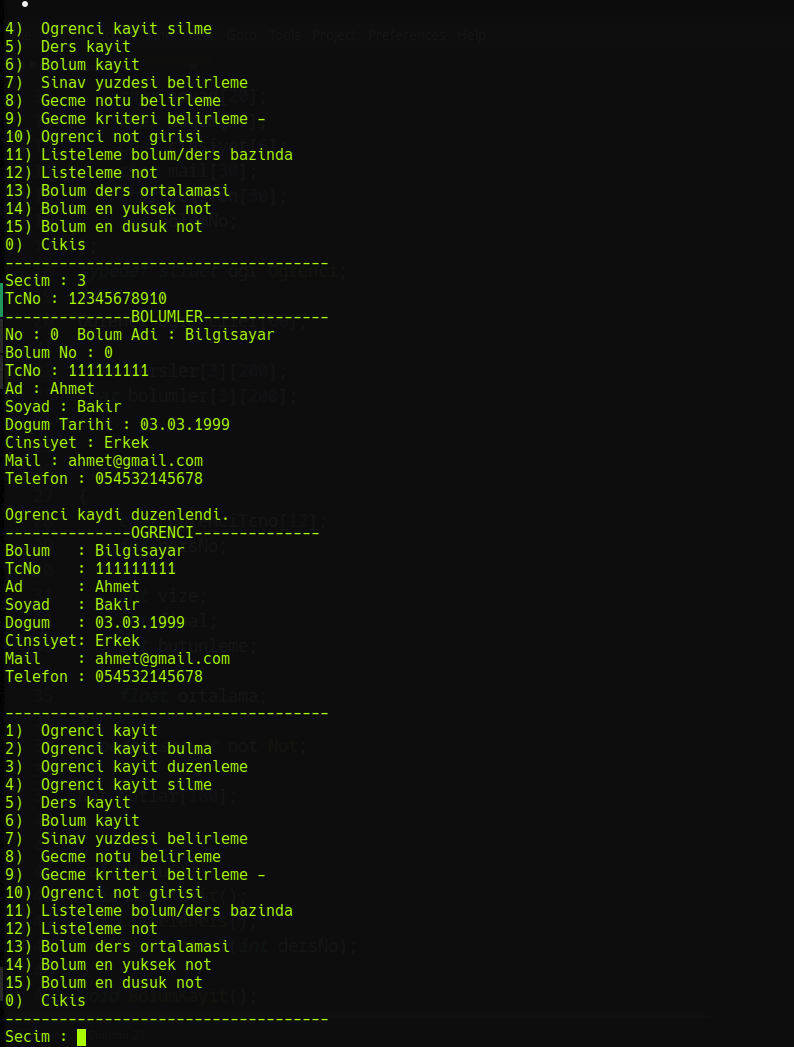 Goto Tools Project Preferences Help
4)  Ogrenci kayit silme
5)  Ders kayit
6)  Bolum kayit
7)  Sinav yuzdesi belirleme
8)  Gecme notu belirleme
9)  Gecme kriteri belirleme -
10) Ogrenci not girisi
11) Listeleme bolum/ders bazinda
12) Listeleme not
13) Bolum ders ortalamasi
14) Bolum en yuksek not
15) Bolum en dusuk not
0)  Cikis
------------------------------------
Secim : 3
TcNo : 12345678910
--------------BOLUMLER--------------
No : 0  Bolum Adi : Bilgisayar
Bolum No : 0
TcNo : 111111111
Ad : Ahmet
Soyad : Bakir
Dogum Tarihi : 03.03.1999
Cinsiyet : Erkek
Mail : ahmet@gmail.com
Telefon : 054532145678

Ogrenci kaydi duzenlendi.
--------------OGRENCI--------------
Bolum   : Bilgisayar
TcNo    : 111111111
Ad      : Ahmet
Soyad   : Bakir
Dogum   : 03.03.1999
Cinsiyet: Erkek
Mail    : ahmet@gmail.com
Telefon : 054532145678

------------------------------------
1)  Ogrenci kayit
2)  Ogrenci kayit bulma
3)  Ogrenci kayit duzenleme
4)  Ogrenci kayit silme
5)  Ders kayit
6)  Bolum kayit
7)  Sinav yuzdesi belirleme
8)  Gecme notu belirleme
9)  Gecme kriteri belirleme -
10) Ogrenci not girisi
11) Listeleme bolum/ders bazinda
12) Listeleme not
13) Bolum ders ortalamasi
14) Bolum en yuksek not
15) Bolum en dusuk not
0)  Cikis
------------------------------------
Secim :